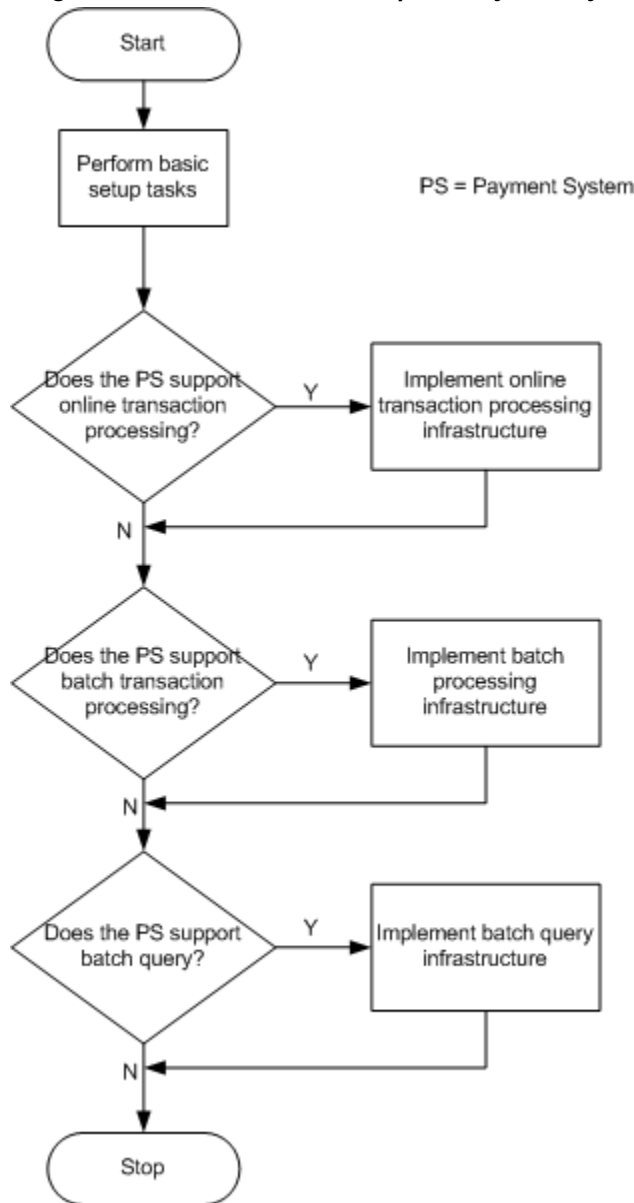 Start
Perform basic
setup tasks
PS = Payment System
Does the PS support
online transaction
processing?
Y
Implement online
transaction processing
infrastructure
N
Does the PS support
batch transaction
processing?
Y
Implement batch
processing
infrastructure
N
Does the PS support
batch query?
Y
Implement batch query
infrastructure
N
Stop